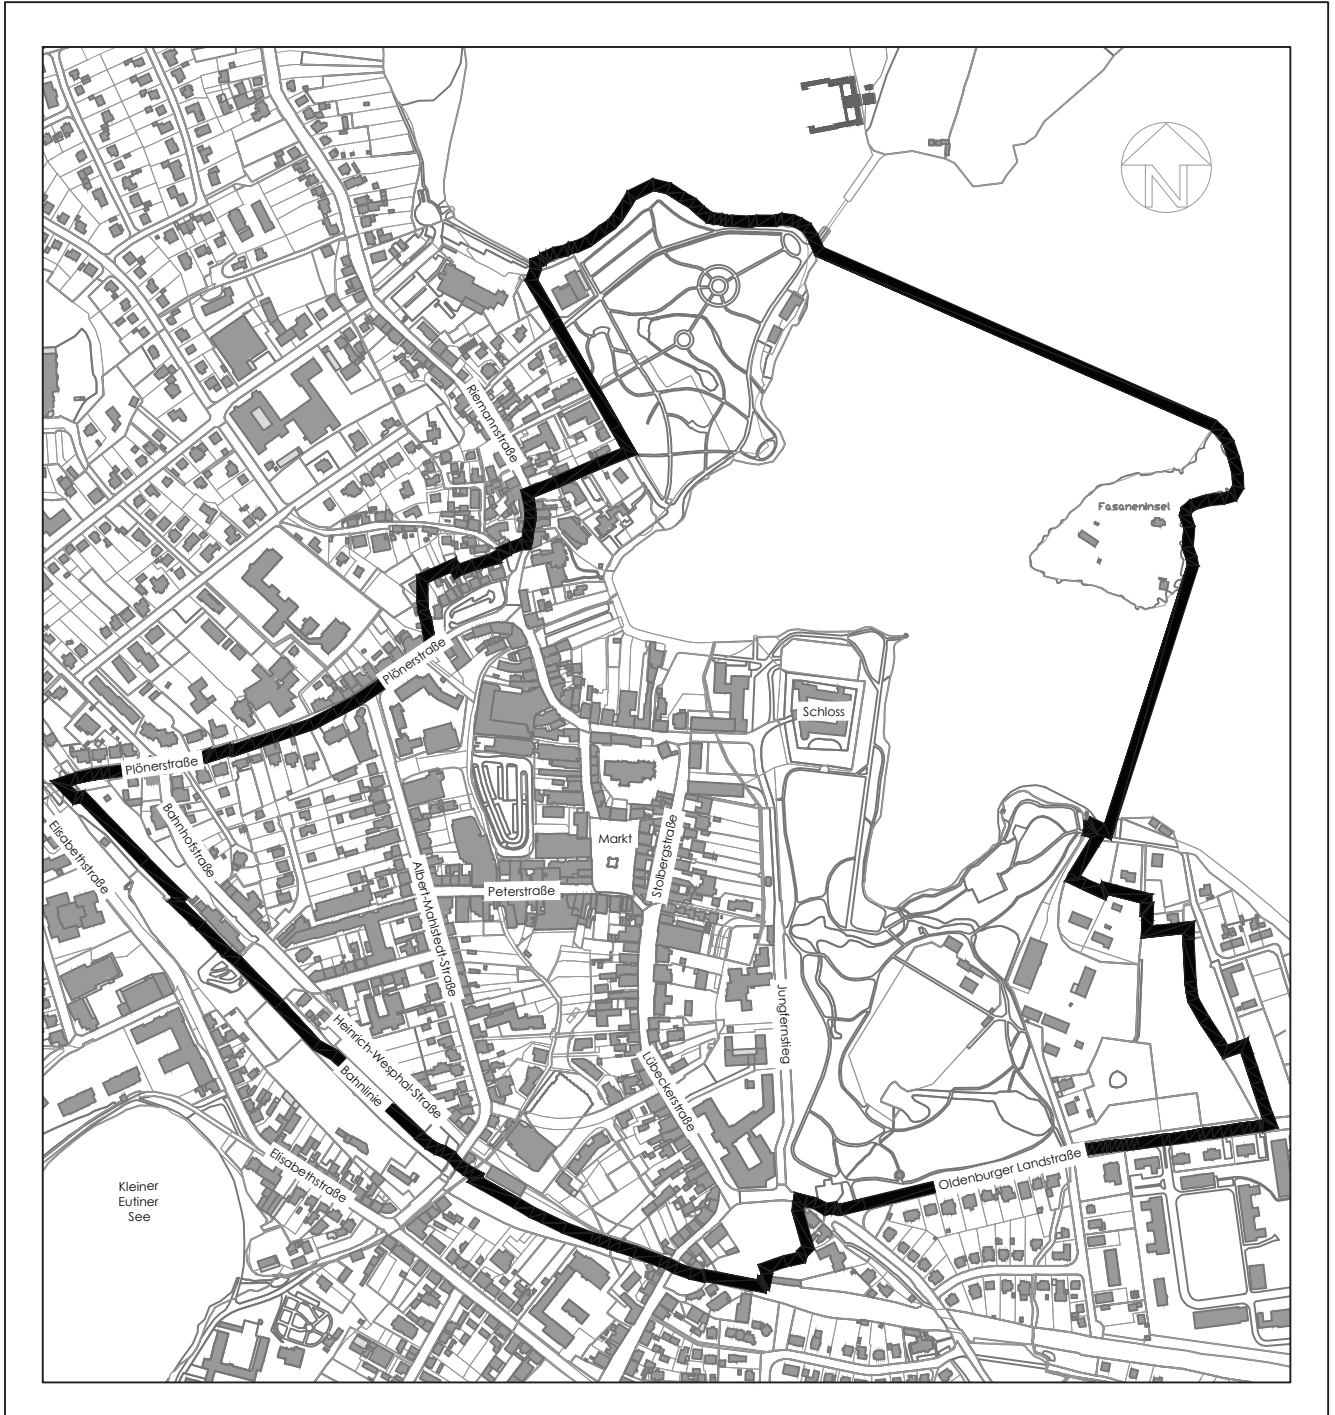 N
Riemannstraße
Fasaneninsel
Plönerstraße
Schloss
Plönerstraße
Bahnhofstraße
Elisabethstraße
Markt
Stolbergstraße
Albert-Mahlstedt-Straße
Peterstraße
Jungfernstieg
Heinrich-Wesphal-Straße
Bahnlinie
Lübeckerstraße
Elisabethstraße
Oldenburger Landstraße
Kleiner
Eutiner
See